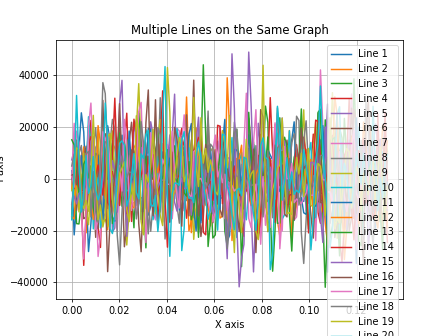 Multiple Lines on the Same Graph
40000
20000
0
−20000
−40000
0.00
0.02
0.04
0.06
0.08
0.10
X axis
Line 1
Line 2
Line 3
Line 4
Line 5
Line 6
Line 7
Line 8
Line 9
Line 10
Line 11
Line 12
Line 13
Line 14
Line 15
Line 16
Line 17
Line 18
Line 19